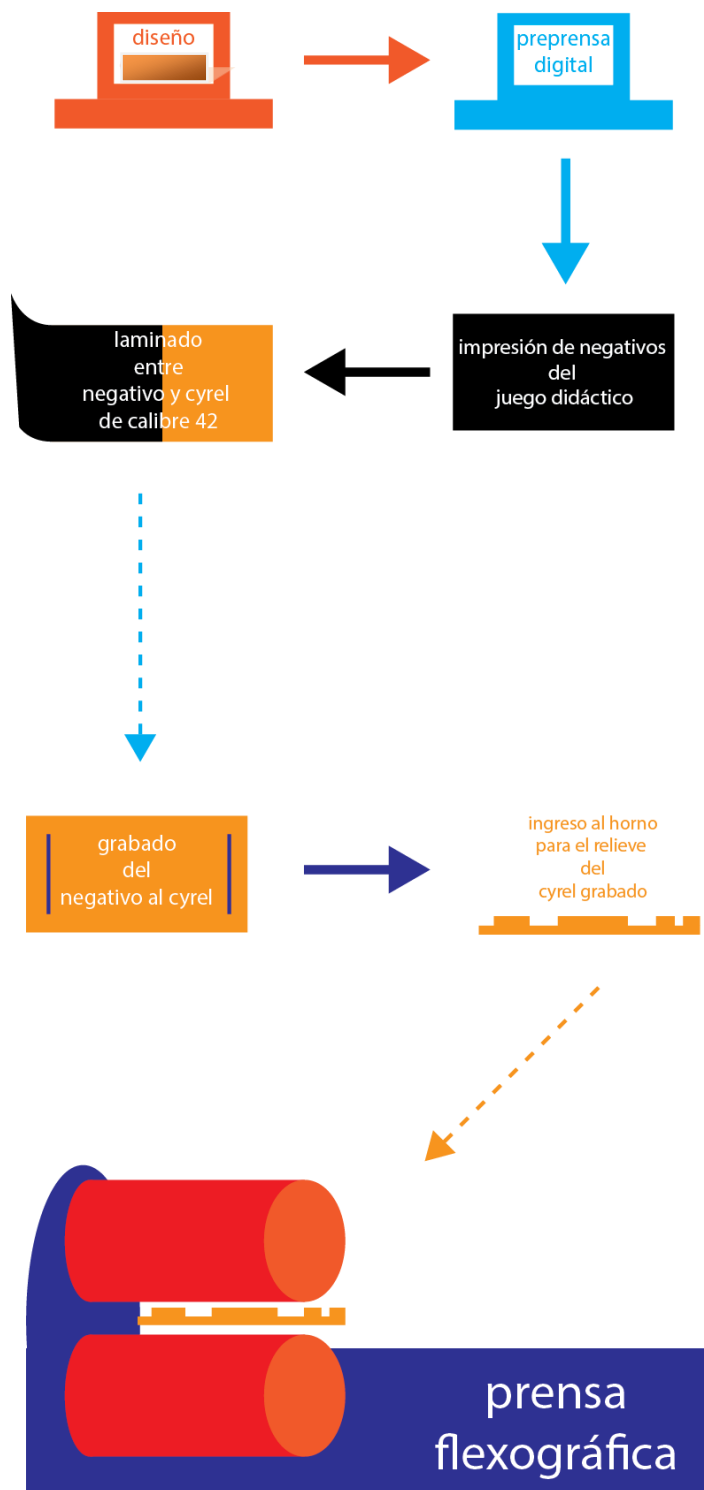 diseño
preprensa
digital
impresión de negativos
del
juego didáctico
laminado
entre
negativo y cyrel
de calibre 42
grabado
del
negativo al cyrel
ingreso al horno
para el relieve
del
cyrel grabado
prensa
flexográfica